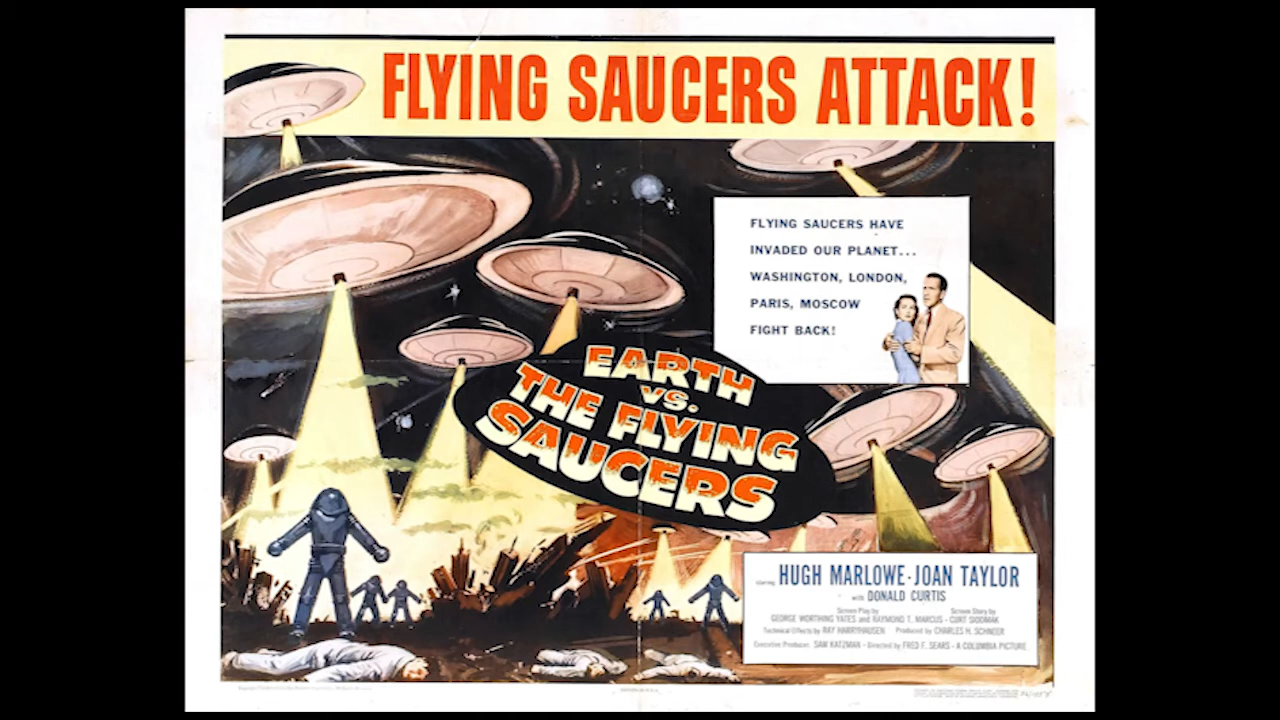 FLYING SAUCERS ATTACK!
FLYING SAUCERS HAVE
INVADED OUR PLANET...
WASHINGTON, LONDON,
PARIS, MOSCOW
FIGHT BACK!
EARTH
VS.
THE FLYING
SAUCERS
starring HUGH MARLOWE · JOAN TAYLOR
with DONALD CURTIS
Screen Play by Screen Story by
GEORGE WORTHING YATES and RAYMOND T. MARCUS · CURT SIODMAK
Technical Effects by RAY HARRYHAUSEN Produced by CHARLES H. SCHNEER
Executive Producer: SAM KATZMAN · Directed by FRED F. SEARS · A COLUMBIA PICTURE